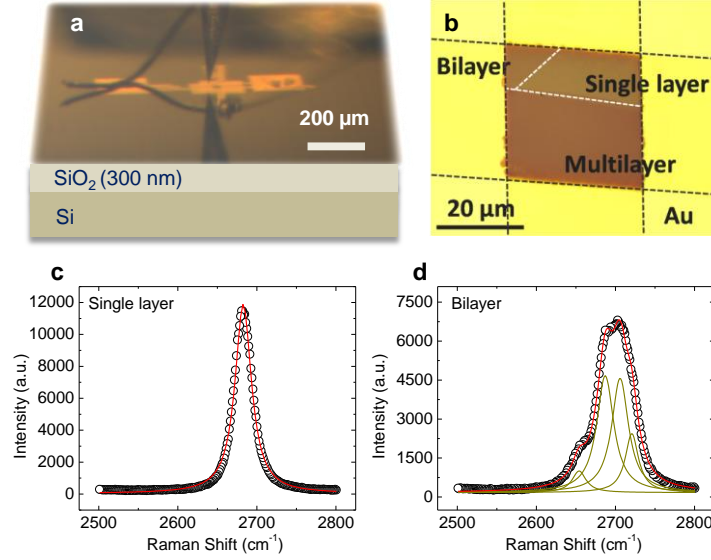 a
200 µm
SiO2 (300 nm)
Si
b
Bilayer
Single layer
Multilayer
20 µm
Au
c
Single layer
12000
10000
8000
6000
4000
2000
0
Intensity (a.u.)
2500 2600 2700 2800
Raman Shift (cm-1)
d
Bilayer
7500
6000
4500
3000
1500
0
Intensity (a.u.)
2500 2600 2700 2800
Raman Shift (cm-1)